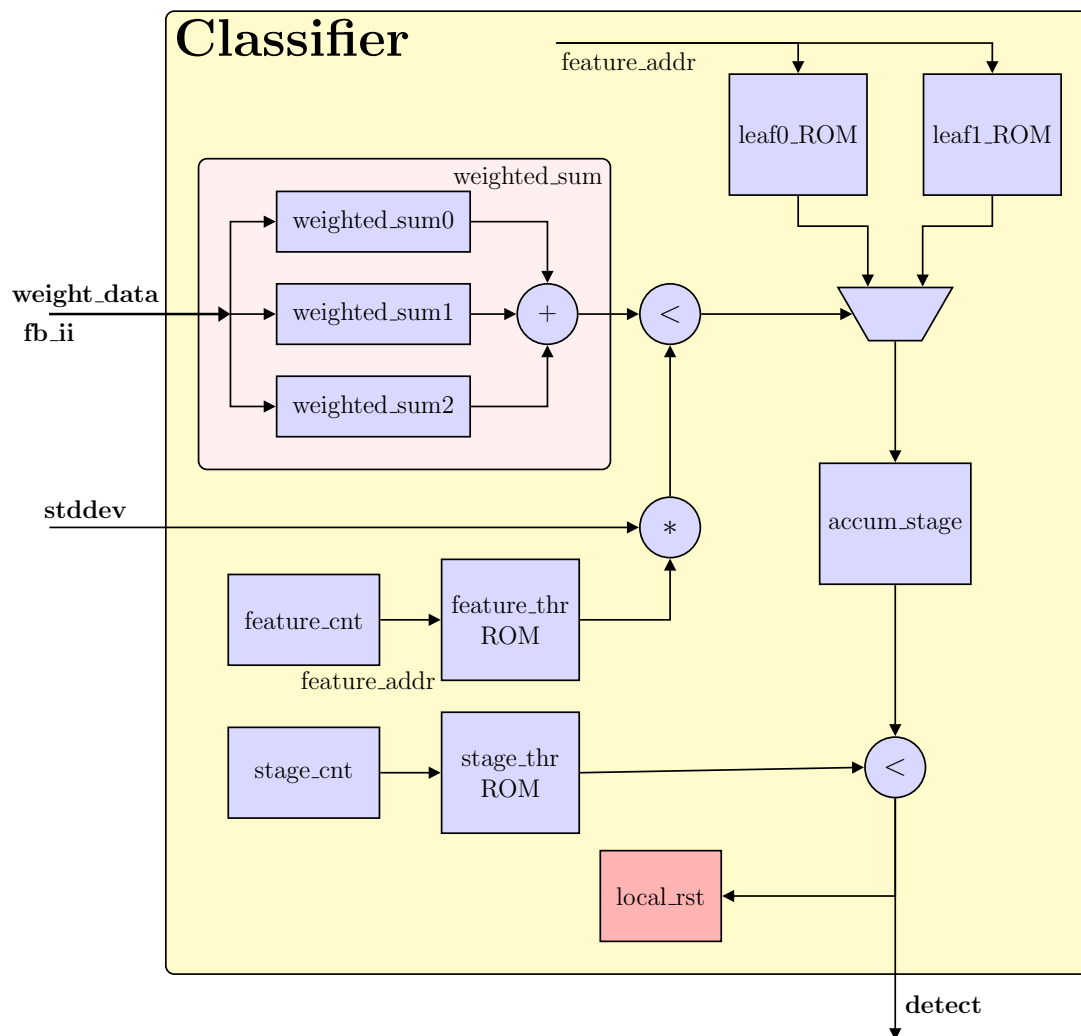 Classifier
feature_addr
leaf0_ROM
leaf1_ROM
weighted_sum
weighted_sum0
weight_data
fb_ii
weighted_sum1
+
<
weighted_sum2
stddev
*
accum_stage
feature_cnt
feature_thr
ROM
feature_addr
stage_cnt
stage_thr
ROM
<
local_rst
detect